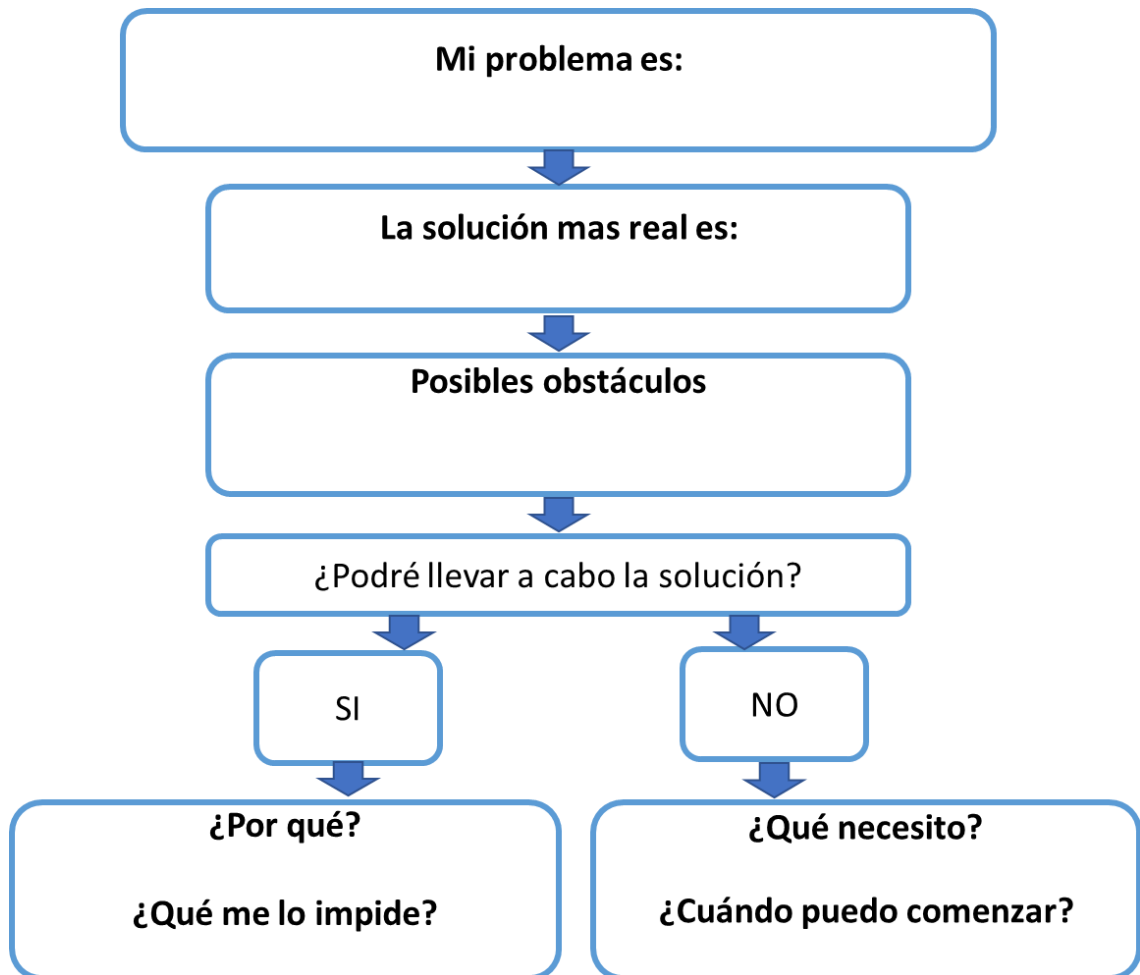 Mi problema es:
La solución mas real es:
Posibles obstáculos
¿Podré llevar a cabo la solución?
SI
NO
¿Por qué?
¿Qué me lo impide?
¿Qué necesito?
¿Cuándo puedo comenzar?